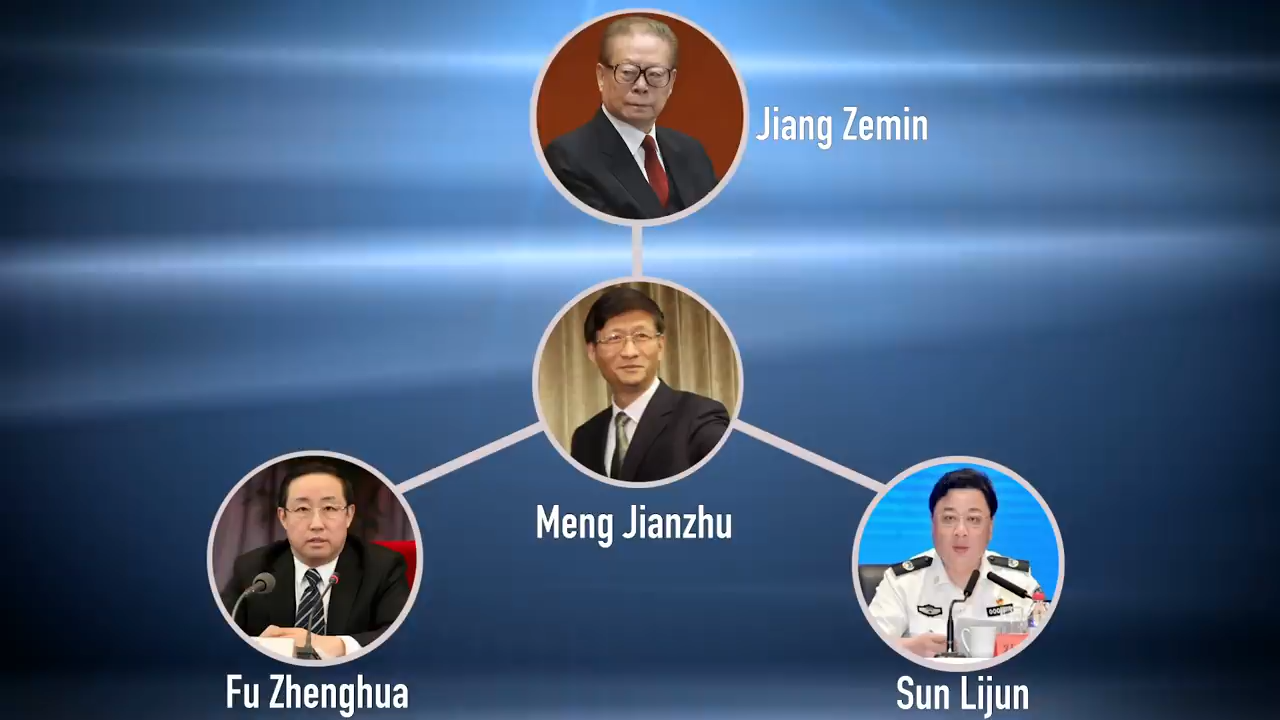 Jiang Zemin
Meng Jianzhu
Fu Zhenghua
Sun Lijun